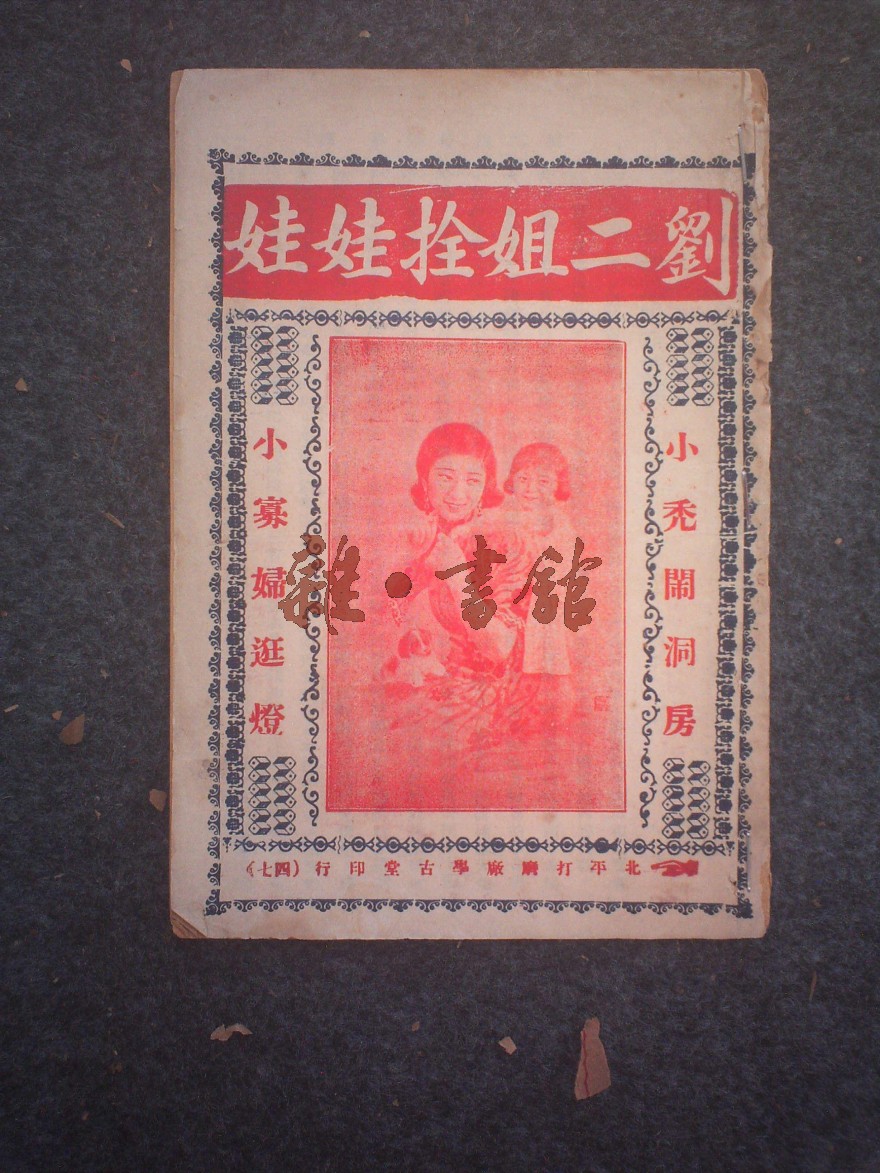 劉二姐拴娃娃
小禿鬧洞房
小寡婦逛燈
雜·書館
北平打磨廠學古堂印行(四七)